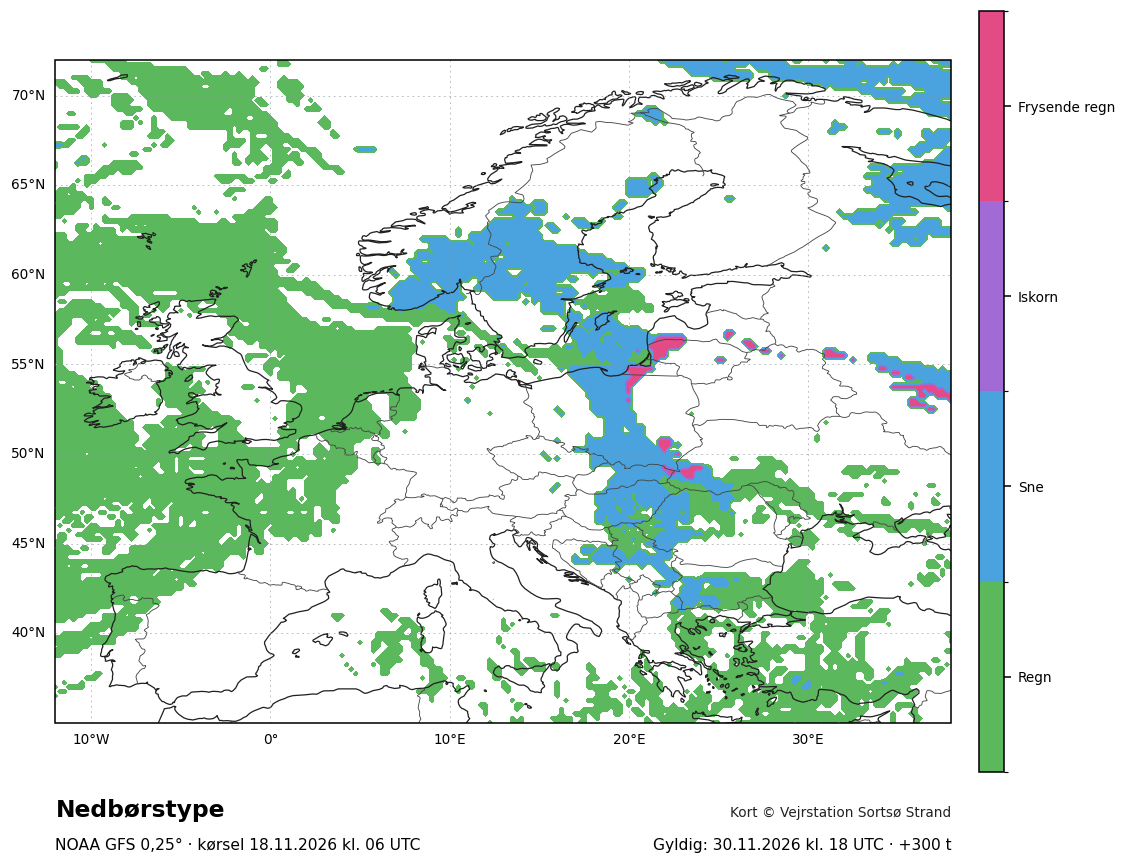 70°N
65°N
60°N
55°N
50°N
45°N
40°N
10°W
0°
10°E
20°E
30°E
Frysende regn
Iskorn
Sne
Regn
Nedbørstype
Kort © Vejrstation Sortsø Strand
NOAA GFS 0,25° · kørsel 18.11.2026 kl. 06 UTC
Gyldig: 30.11.2026 kl. 18 UTC · +300 t